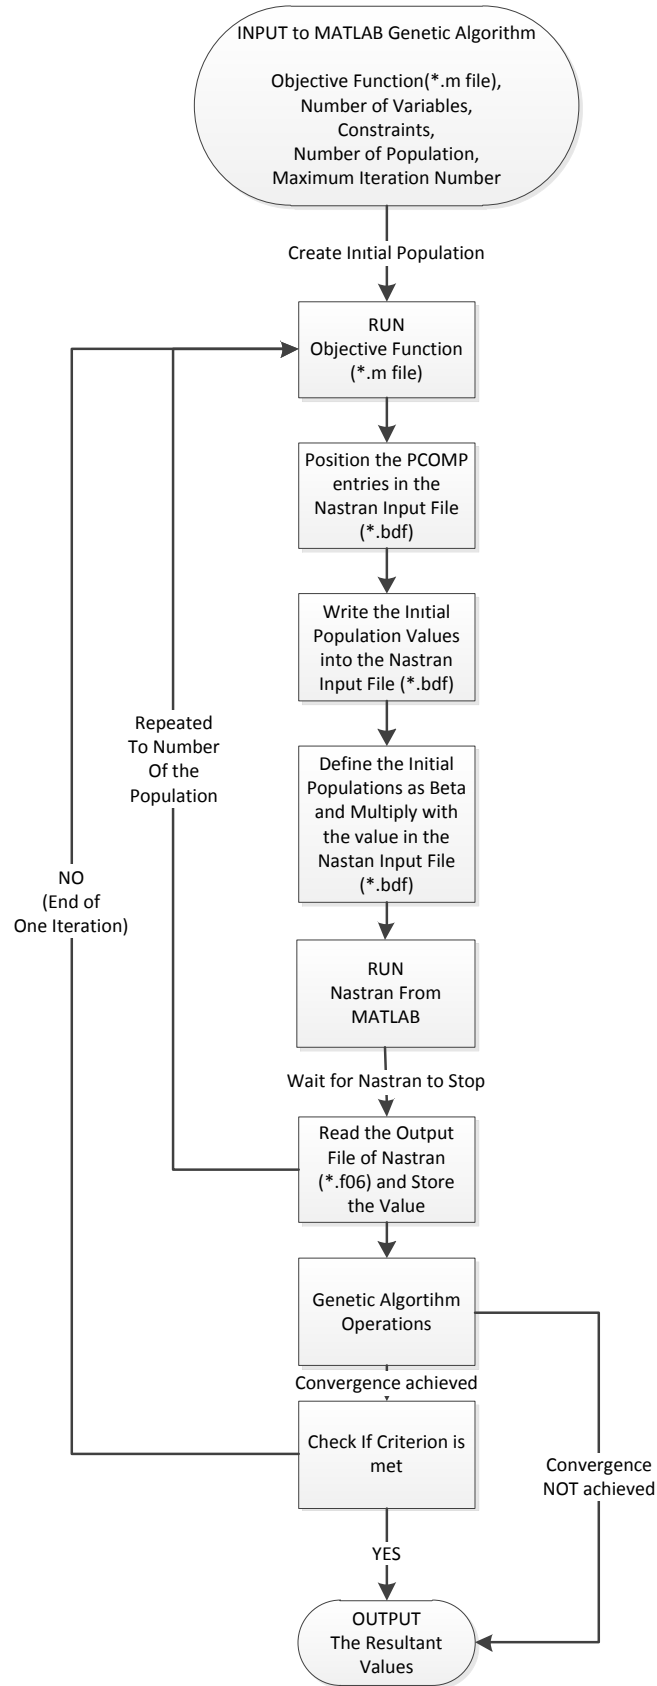 INPUT to MATLAB Genetic Algorithm
Objective Function(*.m file),
Number of Variables,
Constraints,
Number of Population,
Maximum Iteration Number
Create Inıtial Population
RUN
Objective Function
(*.m file)
Position the PCOMP
entries in the
Nastran Input File
(*.bdf)
Write the Inıtial
Population Values
into the Nastran
Input File (*.bdf)
Repeated
To Number
Of the
Population
Define the Initial
Populations as Beta
and Multiply with
the value in the
Nastan Input File
(*.bdf)
NO
(End of
One Iteration)
RUN
Nastran From
MATLAB
Wait for Nastran to Stop
Read the Output
File of Nastran
(*.f06) and Store
the Value
Genetic Algortihm
Operations
Convergence achieved
Check If Criterion is
met
Convergence
NOT achieved
YES
OUTPUT
The Resultant
Values